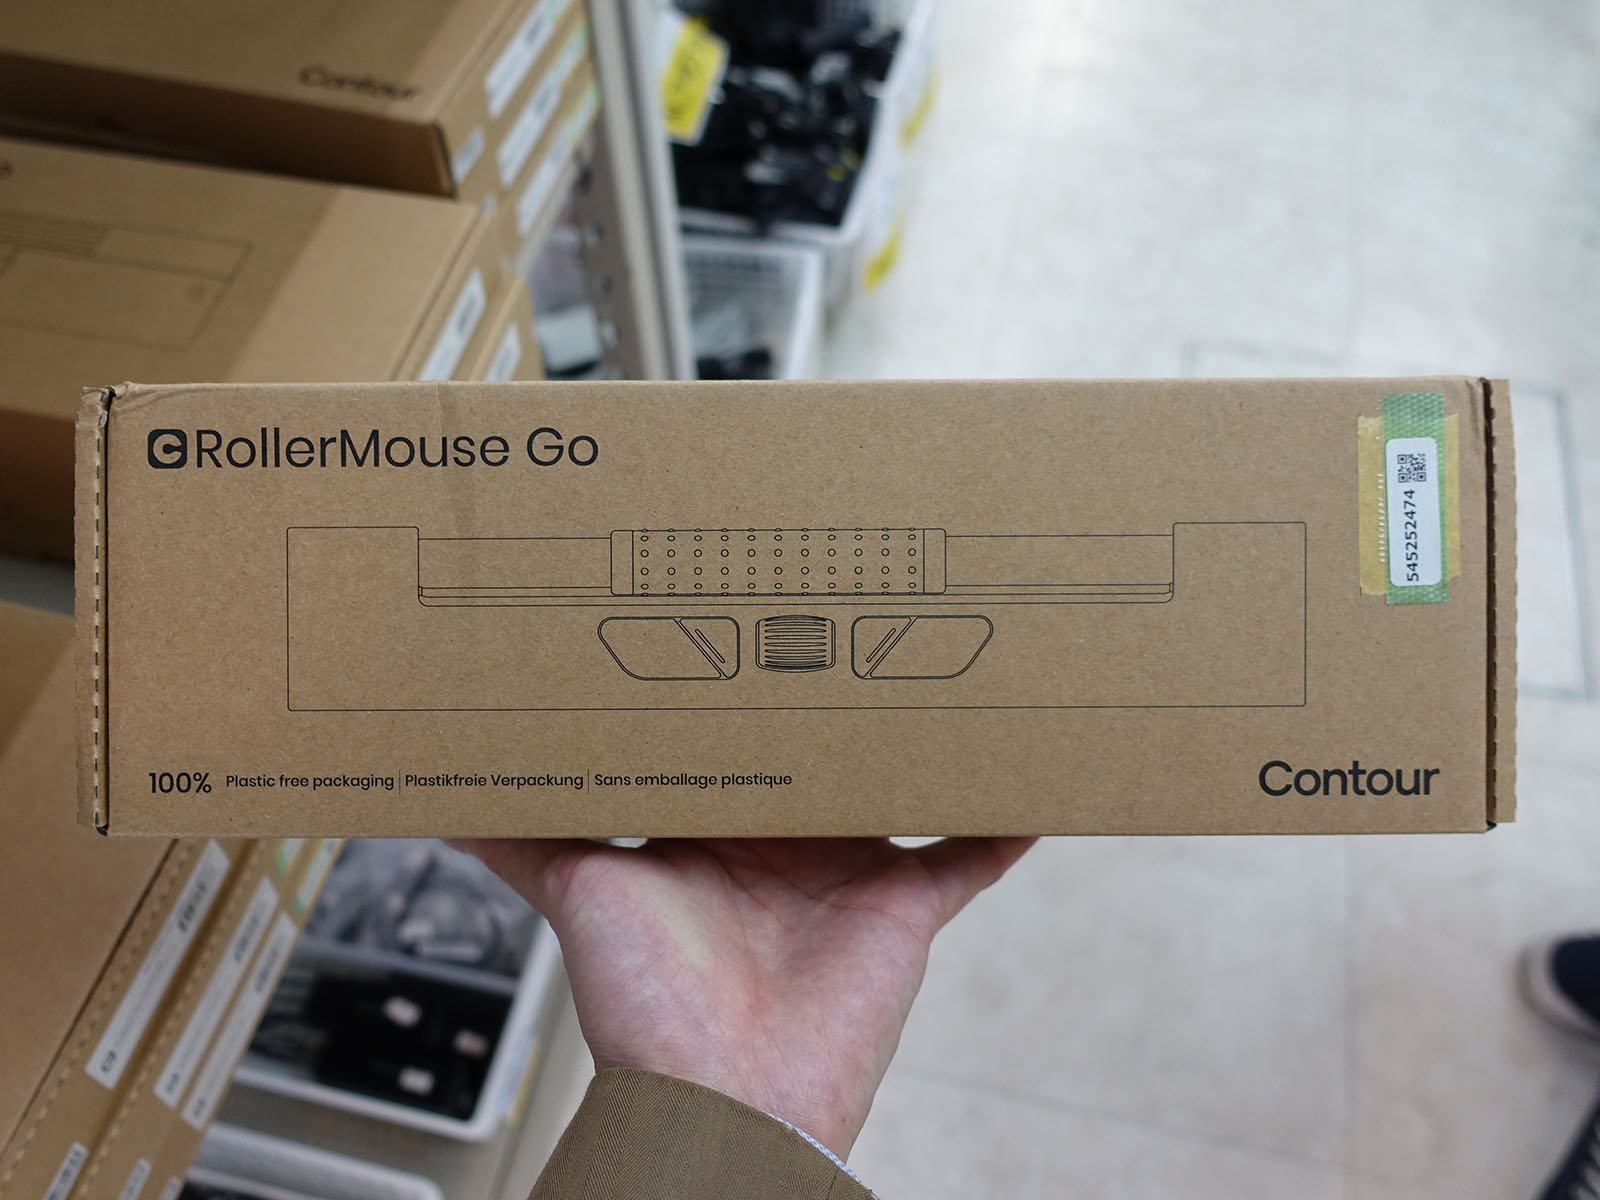 Contour
RollerMouse Go
545252474
100% Plastic free packaging | Plastikfreie Verpackung | Sans emballage plastique
Contour